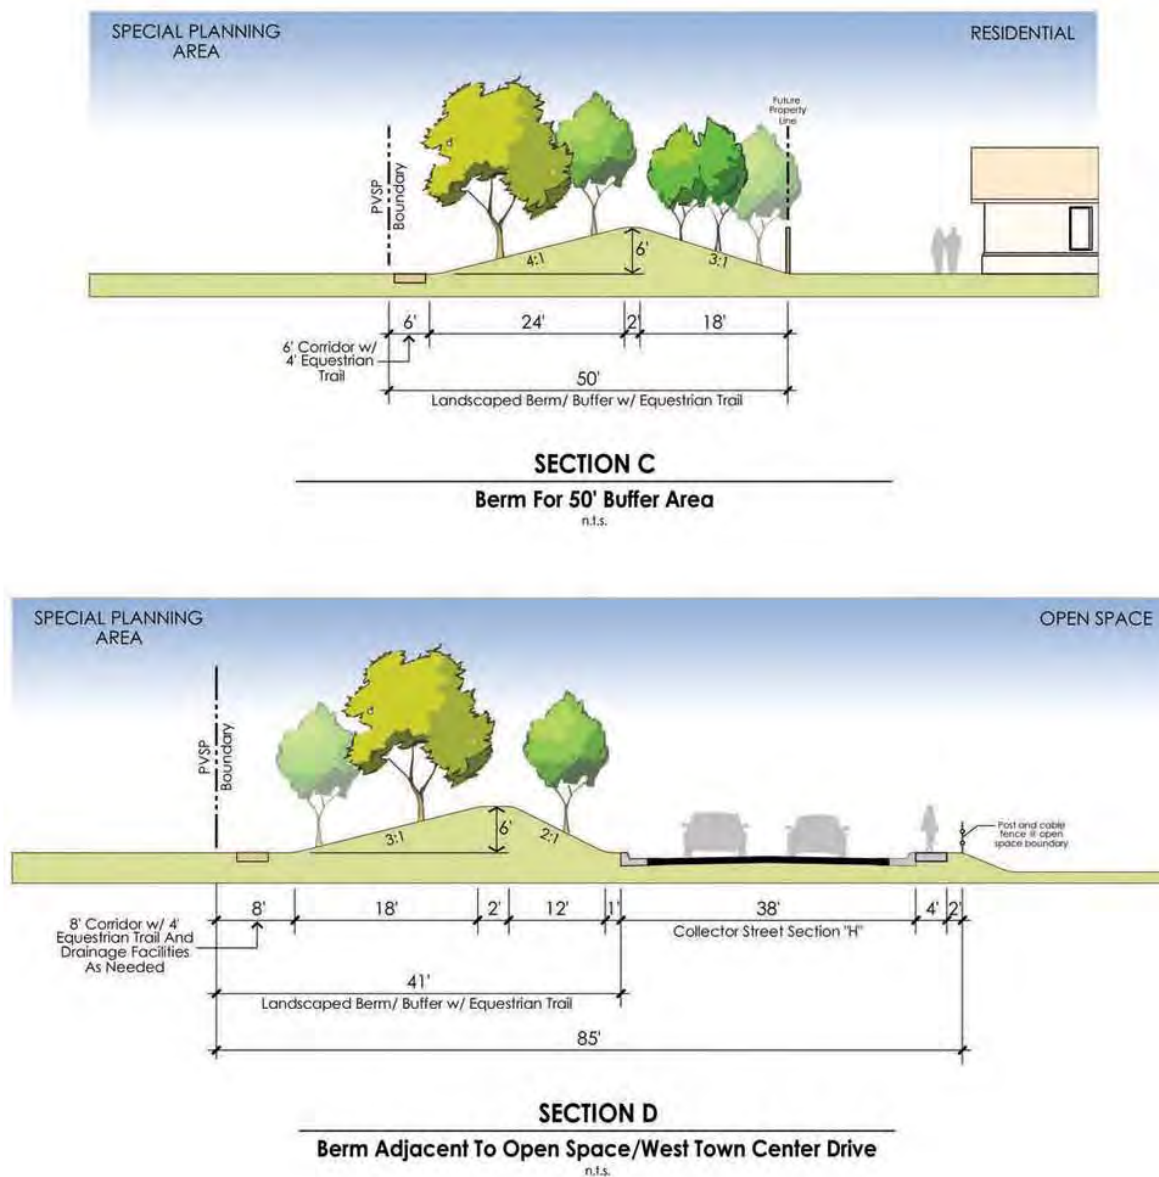 SPECIAL PLANNING
AREA
RESIDENTIAL
Future
Property
Line
PVSP
Boundary
4:1
6'
3:1
6'
24'
2'
18'
6' Corridor w/
4' Equestrian
Trail
50'
Landscaped Berm/ Buffer w/ Equestrian Trail
SECTION C
Berm For 50' Buffer Area
n.t.s.
SPECIAL PLANNING
AREA
OPEN SPACE
PVSP
Boundary
3:1
6'
2:1
Post and cable
fence @ open
space boundary
8'
18'
2'
12'
1'
38'
4'
2'
8' Corridor w/ 4'
Equestrian Trail And
Drainage Facilities
As Needed
Collector Street Section "H"
41'
Landscaped Berm/ Buffer w/ Equestrian Trail
85'
SECTION D
Berm Adjacent To Open Space/West Town Center Drive
n.t.s.